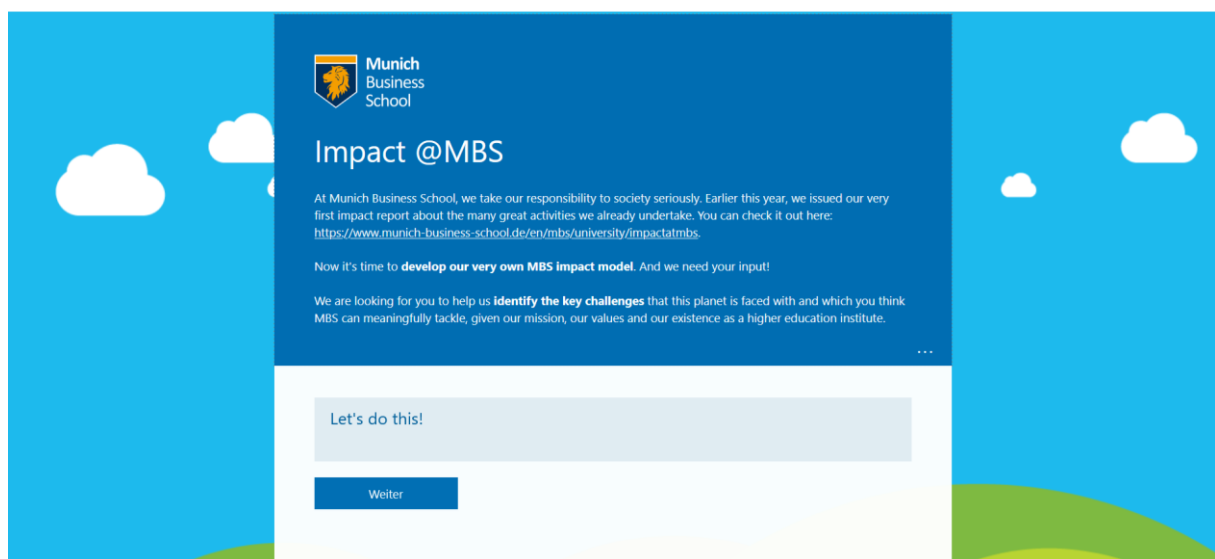 Munich
Business
School
Impact @MBS
At Munich Business School, we take our responsibility to society seriously. Earlier this year, we issued our very
first impact report about the many great activities we already undertake. You can check it out here:
https://www.munich-business-school.de/en/mbs/university/impactatmbs.
Now it's time to develop our very own MBS impact model. And we need your input!
We are looking for you to help us identify the key challenges that this planet is faced with and which you think
MBS can meaningfully tackle, given our mission, our values and our existence as a higher education institute.
...
Let's do this!
Weiter